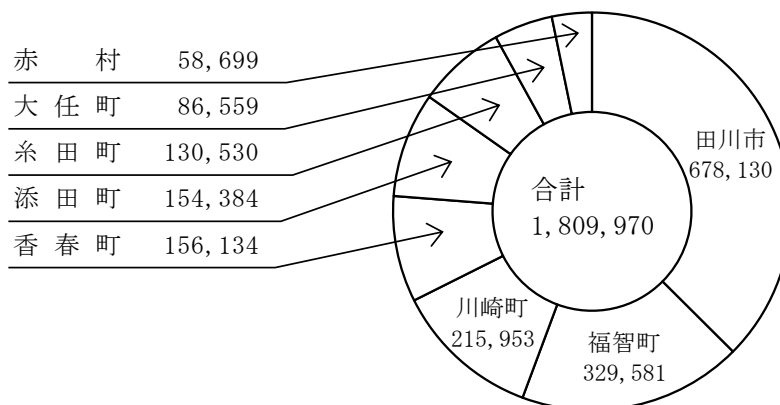 赤村 58,699
大任町 86,559
糸田町 130,530
添田町 154,384
香春町 156,134
田川市
678,130
合計
1,809,970
川崎町
215,953
福智町
329,581